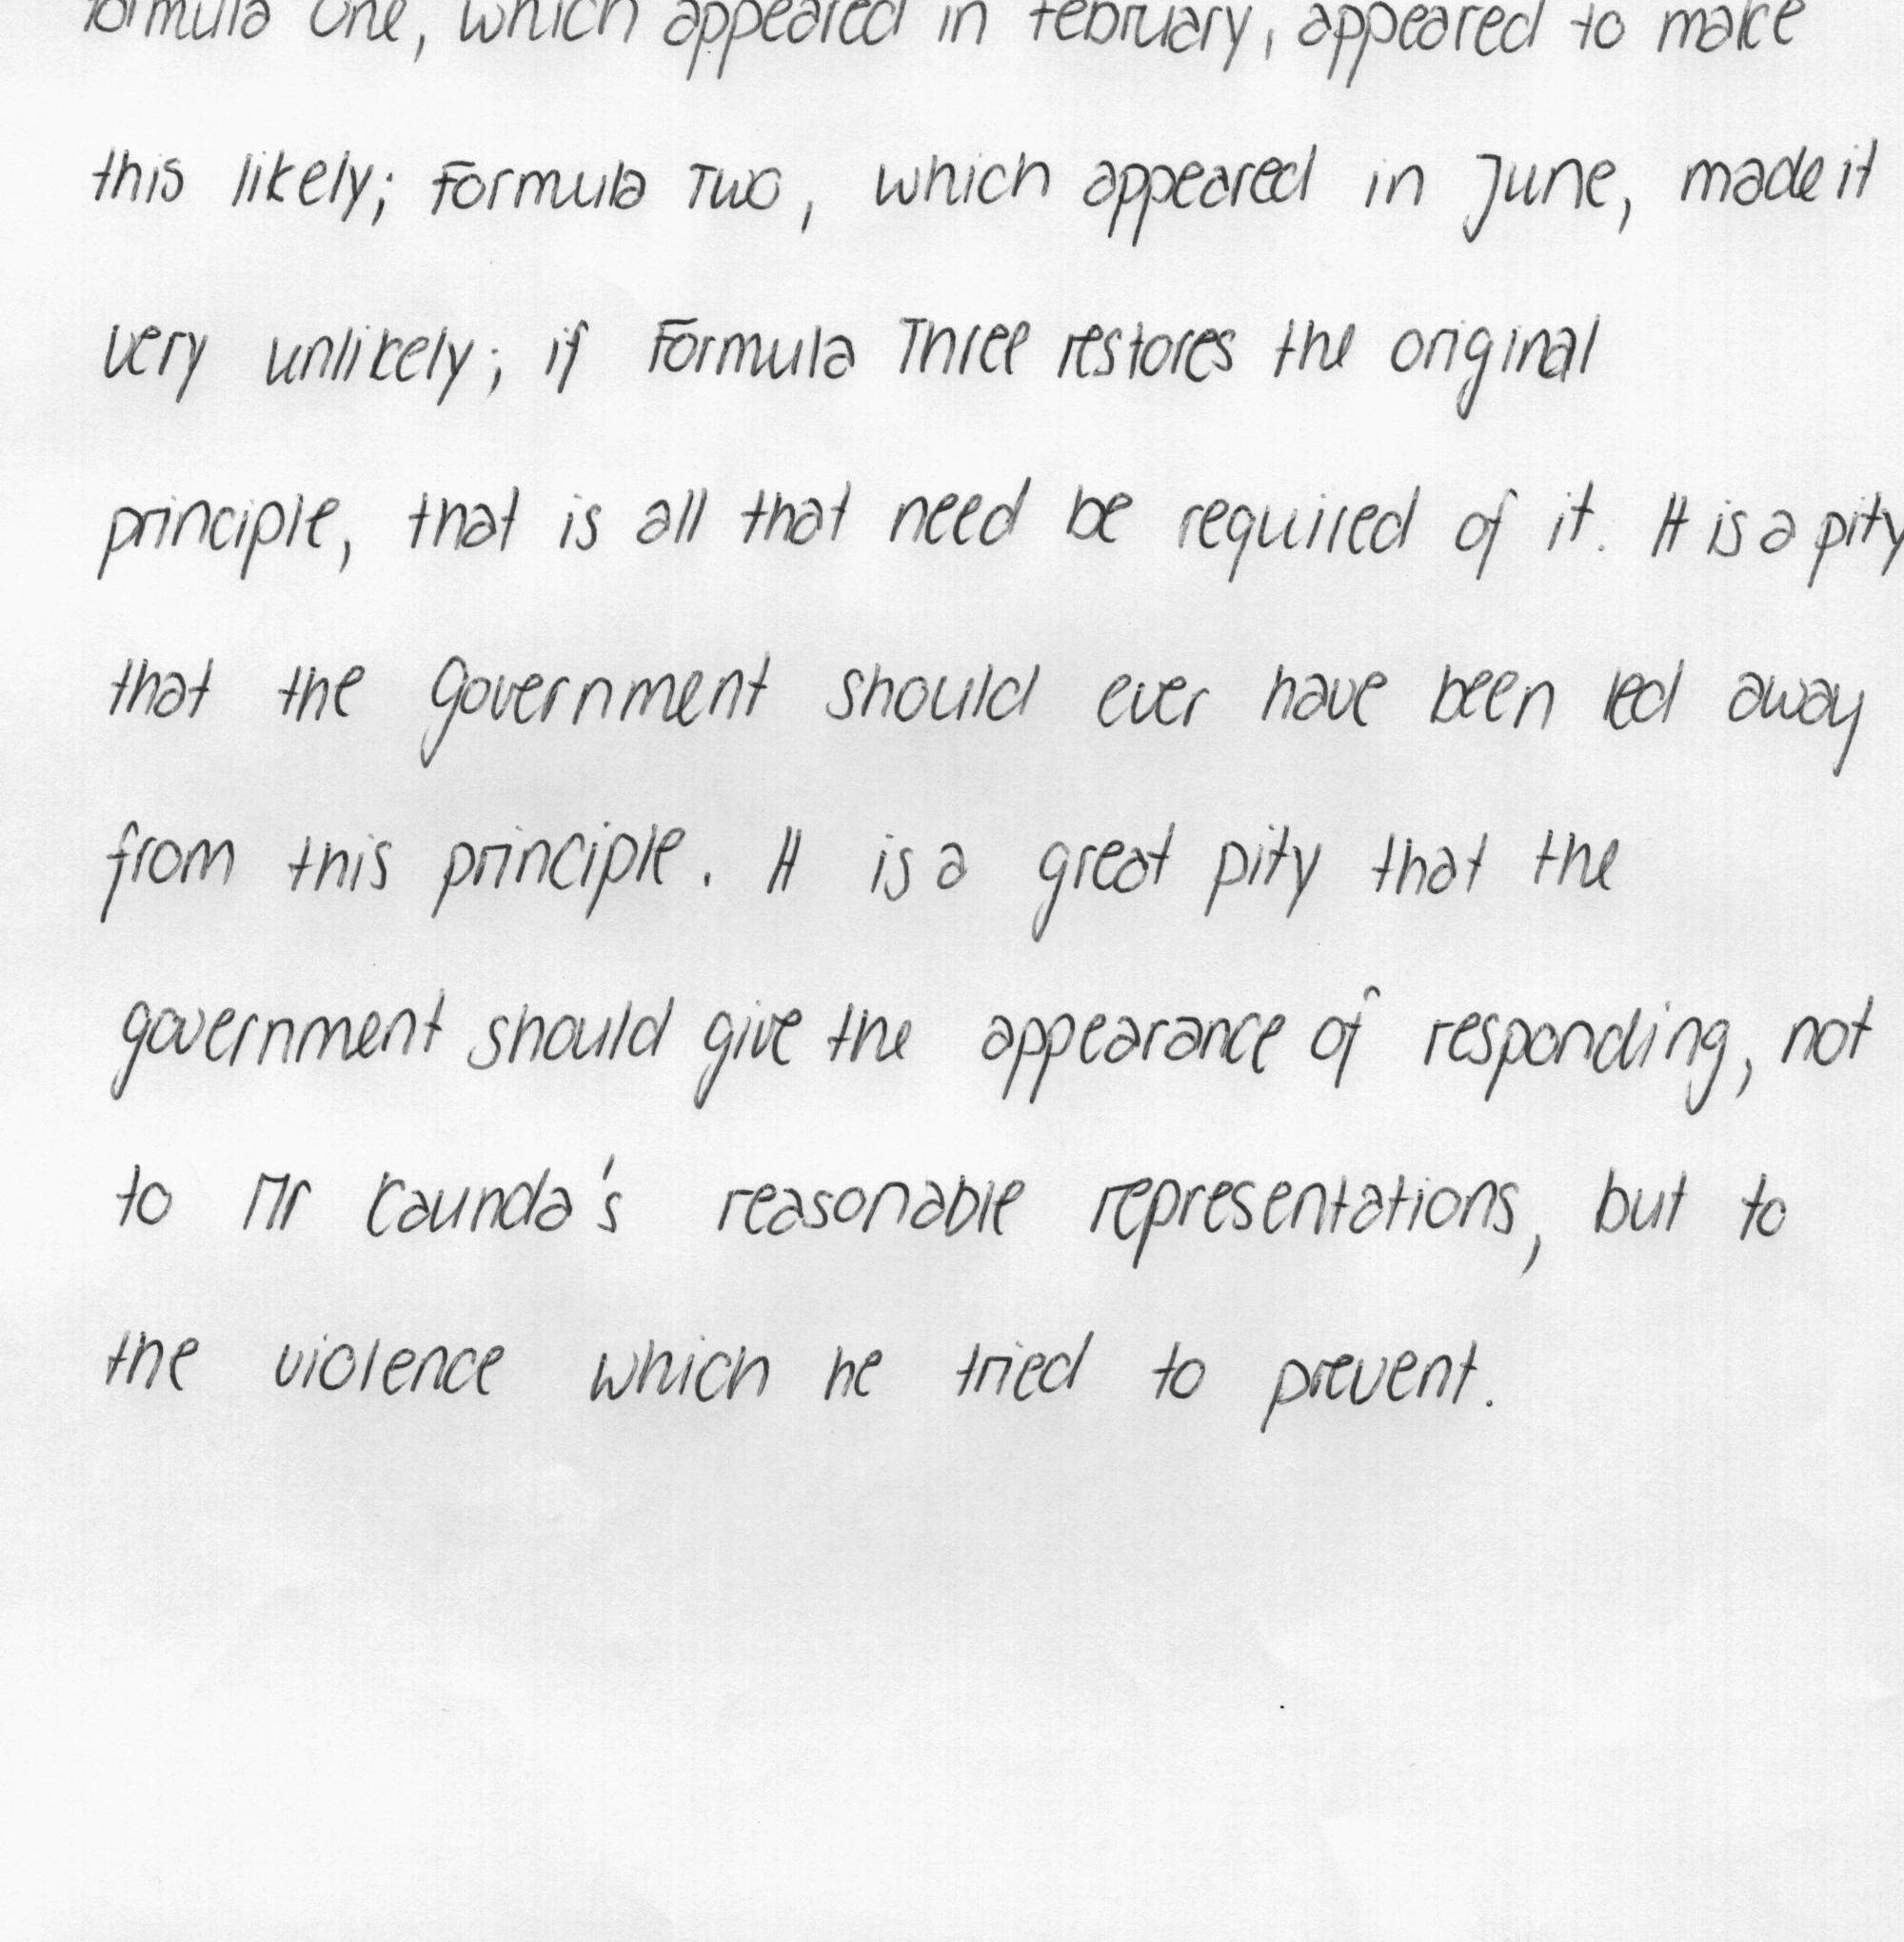 Formula One, which appeared in February, appeared to make
this likely; Formula Two, which appeared in June, made it
very unlikely; if Formula Three restores the original
principle, that is all that need be required of it. It is a pity
that the Government should ever have been led away
from this principle. It is a great pity that the
government should give the appearance of responding, not
to Mr Kaunda's reasonable representations, but to
the violence which he tried to prevent.